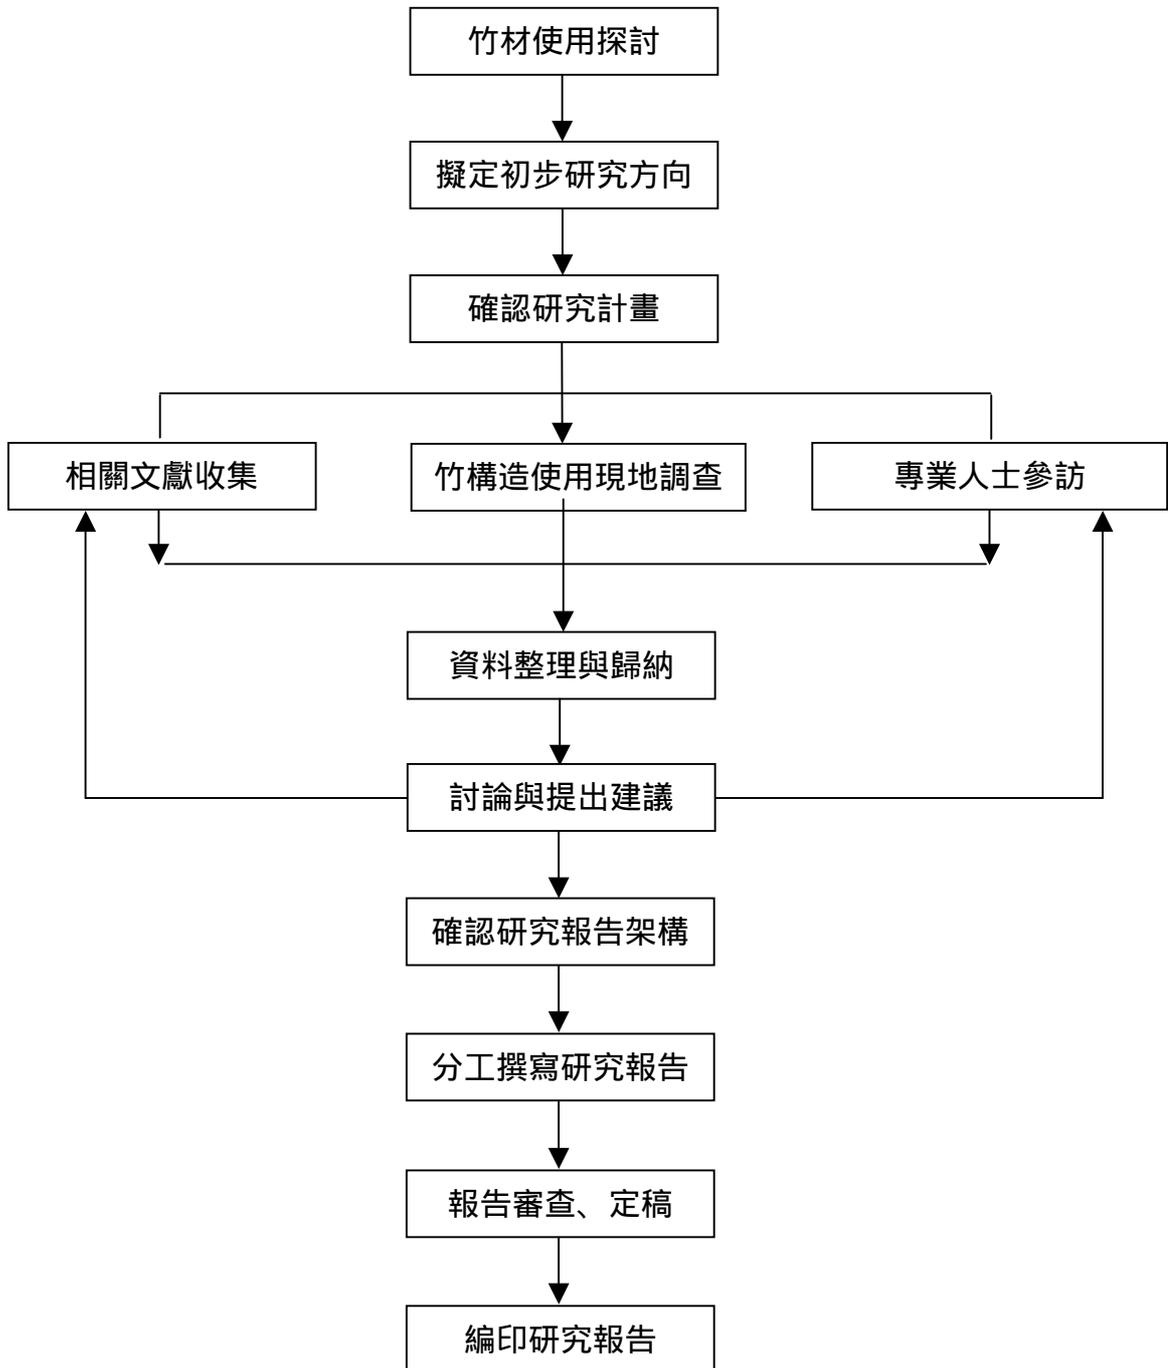 竹材使用探討
擬定初步研究方向
確認研究計畫
相關文獻收集
竹構造使用現地調查
專業人士參訪
資料整理與歸納
討論與提出建議
確認研究報告架構
分工撰寫研究報告
報告審查、定稿
編印研究報告